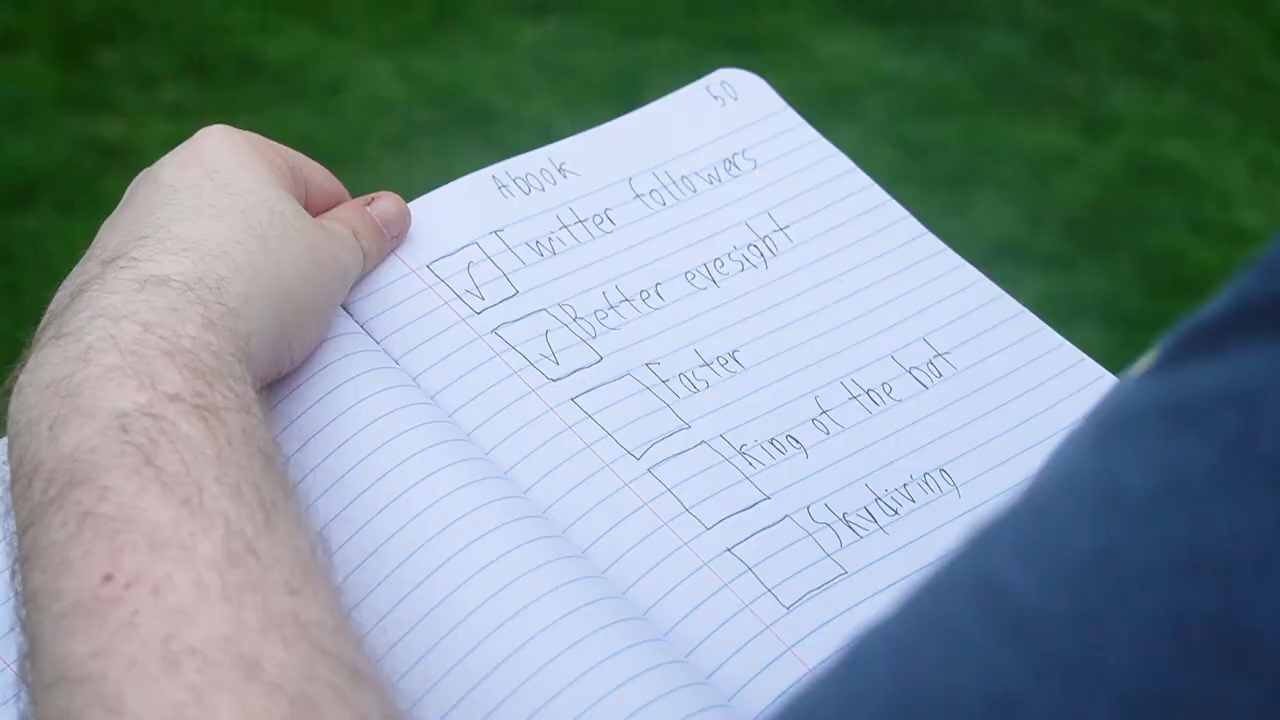 50
Abook
✓ Twitter followers
✓ Better eyesight
Faster
king of the hat
Skydiving